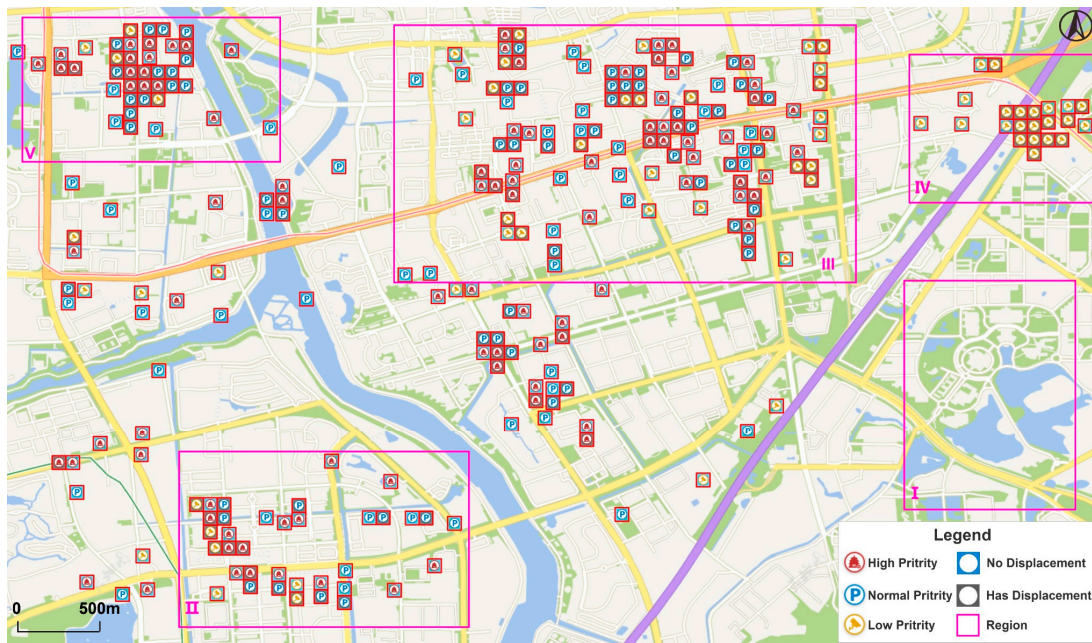 V
IV
III
I
II
0 500m
Legend
High Pritrity
No Displacement
Normal Pritrity
Has Displacement
Low Pritrity
Region